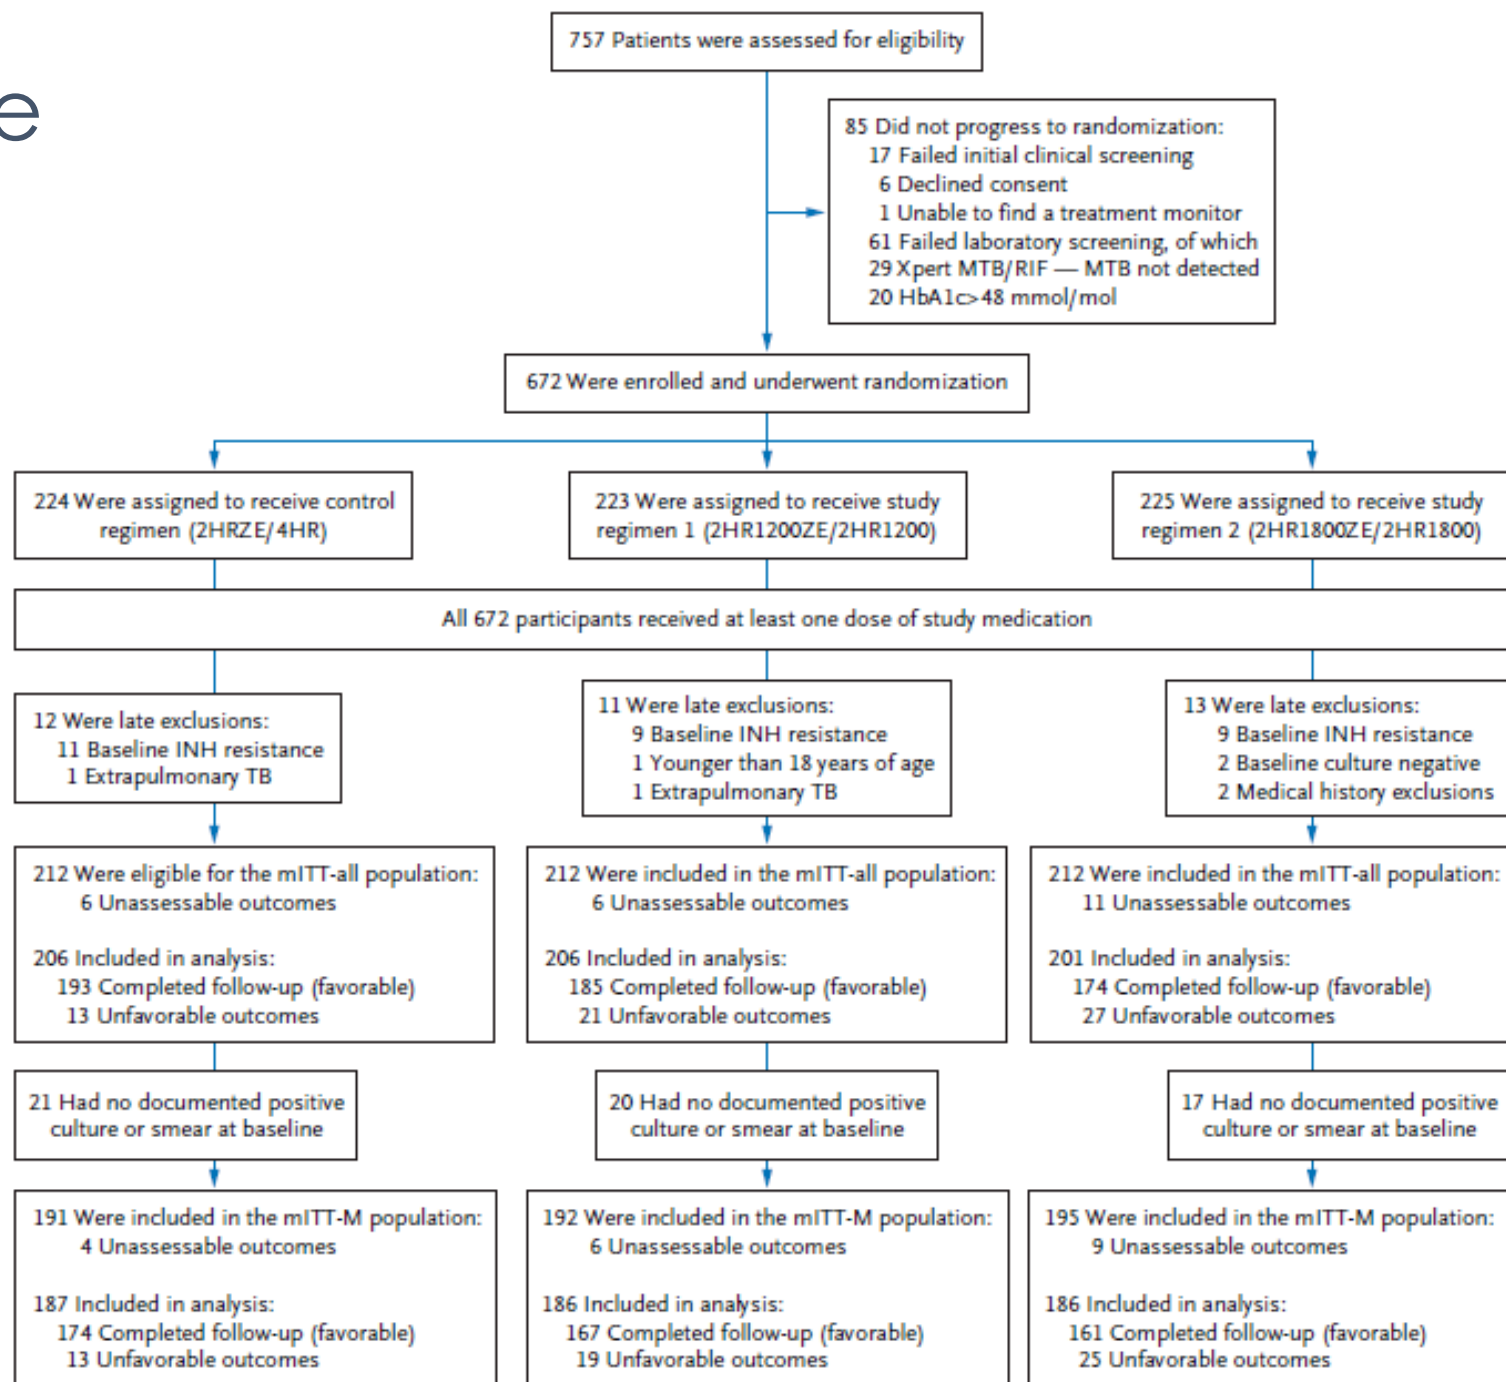 e
757 Patients were assessed for eligibility
85 Did not progress to randomization:
17 Failed initial clinical screening
6 Declined consent
1 Unable to find a treatment monitor
61 Failed laboratory screening, of which
29 Xpert MTB/RIF — MTB not detected
20 HbA1c>48 mmol/mol
672 Were enrolled and underwent randomization
224 Were assigned to receive control
regimen (2HRZE/4HR)
223 Were assigned to receive study
regimen 1 (2HR1200ZE/2HR1200)
225 Were assigned to receive study
regimen 2 (2HR1800ZE/2HR1800)
All 672 participants received at least one dose of study medication
12 Were late exclusions:
11 Baseline INH resistance
1 Extrapulmonary TB
11 Were late exclusions:
9 Baseline INH resistance
1 Younger than 18 years of age
1 Extrapulmonary TB
13 Were late exclusions:
9 Baseline INH resistance
2 Baseline culture negative
2 Medical history exclusions
212 Were eligible for the mITT-all population:
6 Unassessable outcomes
206 Included in analysis:
193 Completed follow-up (favorable)
13 Unfavorable outcomes
212 Were included in the mITT-all population:
6 Unassessable outcomes
206 Included in analysis:
185 Completed follow-up (favorable)
21 Unfavorable outcomes
212 Were included in the mITT-all population:
11 Unassessable outcomes
201 Included in analysis:
174 Completed follow-up (favorable)
27 Unfavorable outcomes
21 Had no documented positive
culture or smear at baseline
20 Had no documented positive
culture or smear at baseline
17 Had no documented positive
culture or smear at baseline
191 Were included in the mITT-M population:
4 Unassessable outcomes
187 Included in analysis:
174 Completed follow-up (favorable)
13 Unfavorable outcomes
192 Were included in the mITT-M population:
6 Unassessable outcomes
186 Included in analysis:
167 Completed follow-up (favorable)
19 Unfavorable outcomes
195 Were included in the mITT-M population:
9 Unassessable outcomes
186 Included in analysis:
161 Completed follow-up (favorable)
25 Unfavorable outcomes